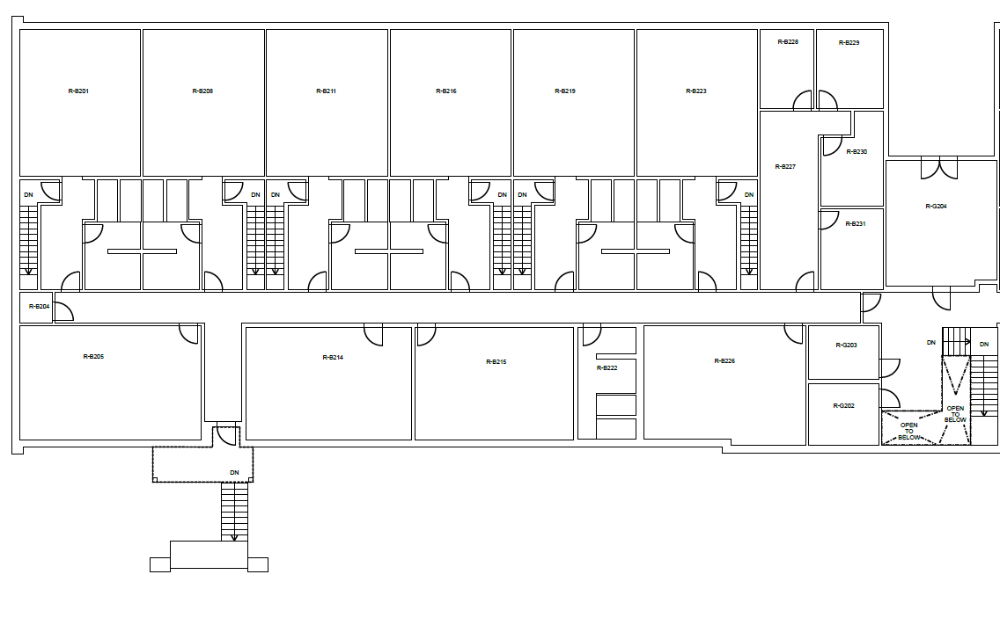 R-B228
R-B229
R-B201
R-B208
R-B211
R-B216
R-B219
R-B223
R-B230
R-B227
DN
DN
DN
DN
DN
DN
R-G204
R-B231
R-B204
R-B205
R-B214
R-B215
R-B222
R-B226
R-G203
DN
DN
R-G202
OPEN
TO
BELOW
OPEN
TO
BELOW
DN